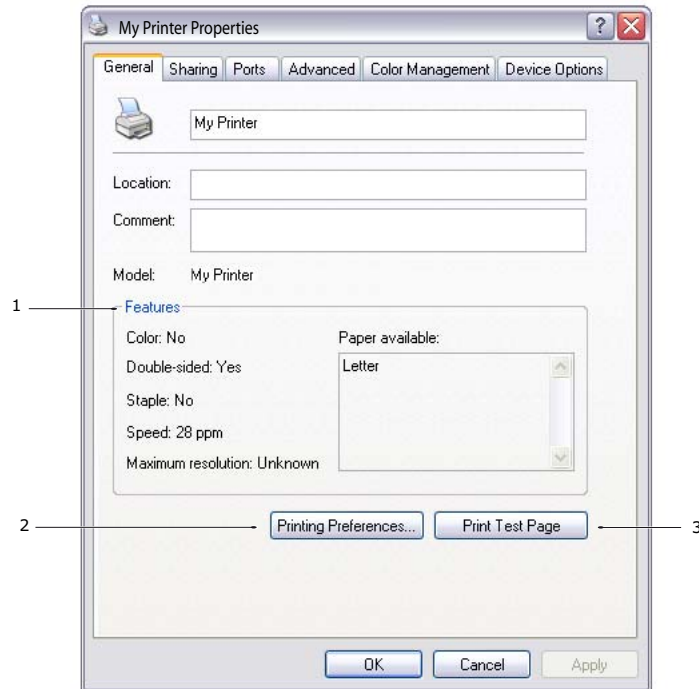 My Printer Properties
General Sharing Ports Advanced Color Management Device Options
My Printer
Location:
Comment:
Model: My Printer
1
Features
Color: No
Paper available:
Double-sided: Yes
Letter
Staple: No
Speed: 28 ppm
Maximum resolution: Unknown
2
Printing Preferences...
Print Test Page
3
OK
Cancel
Apply